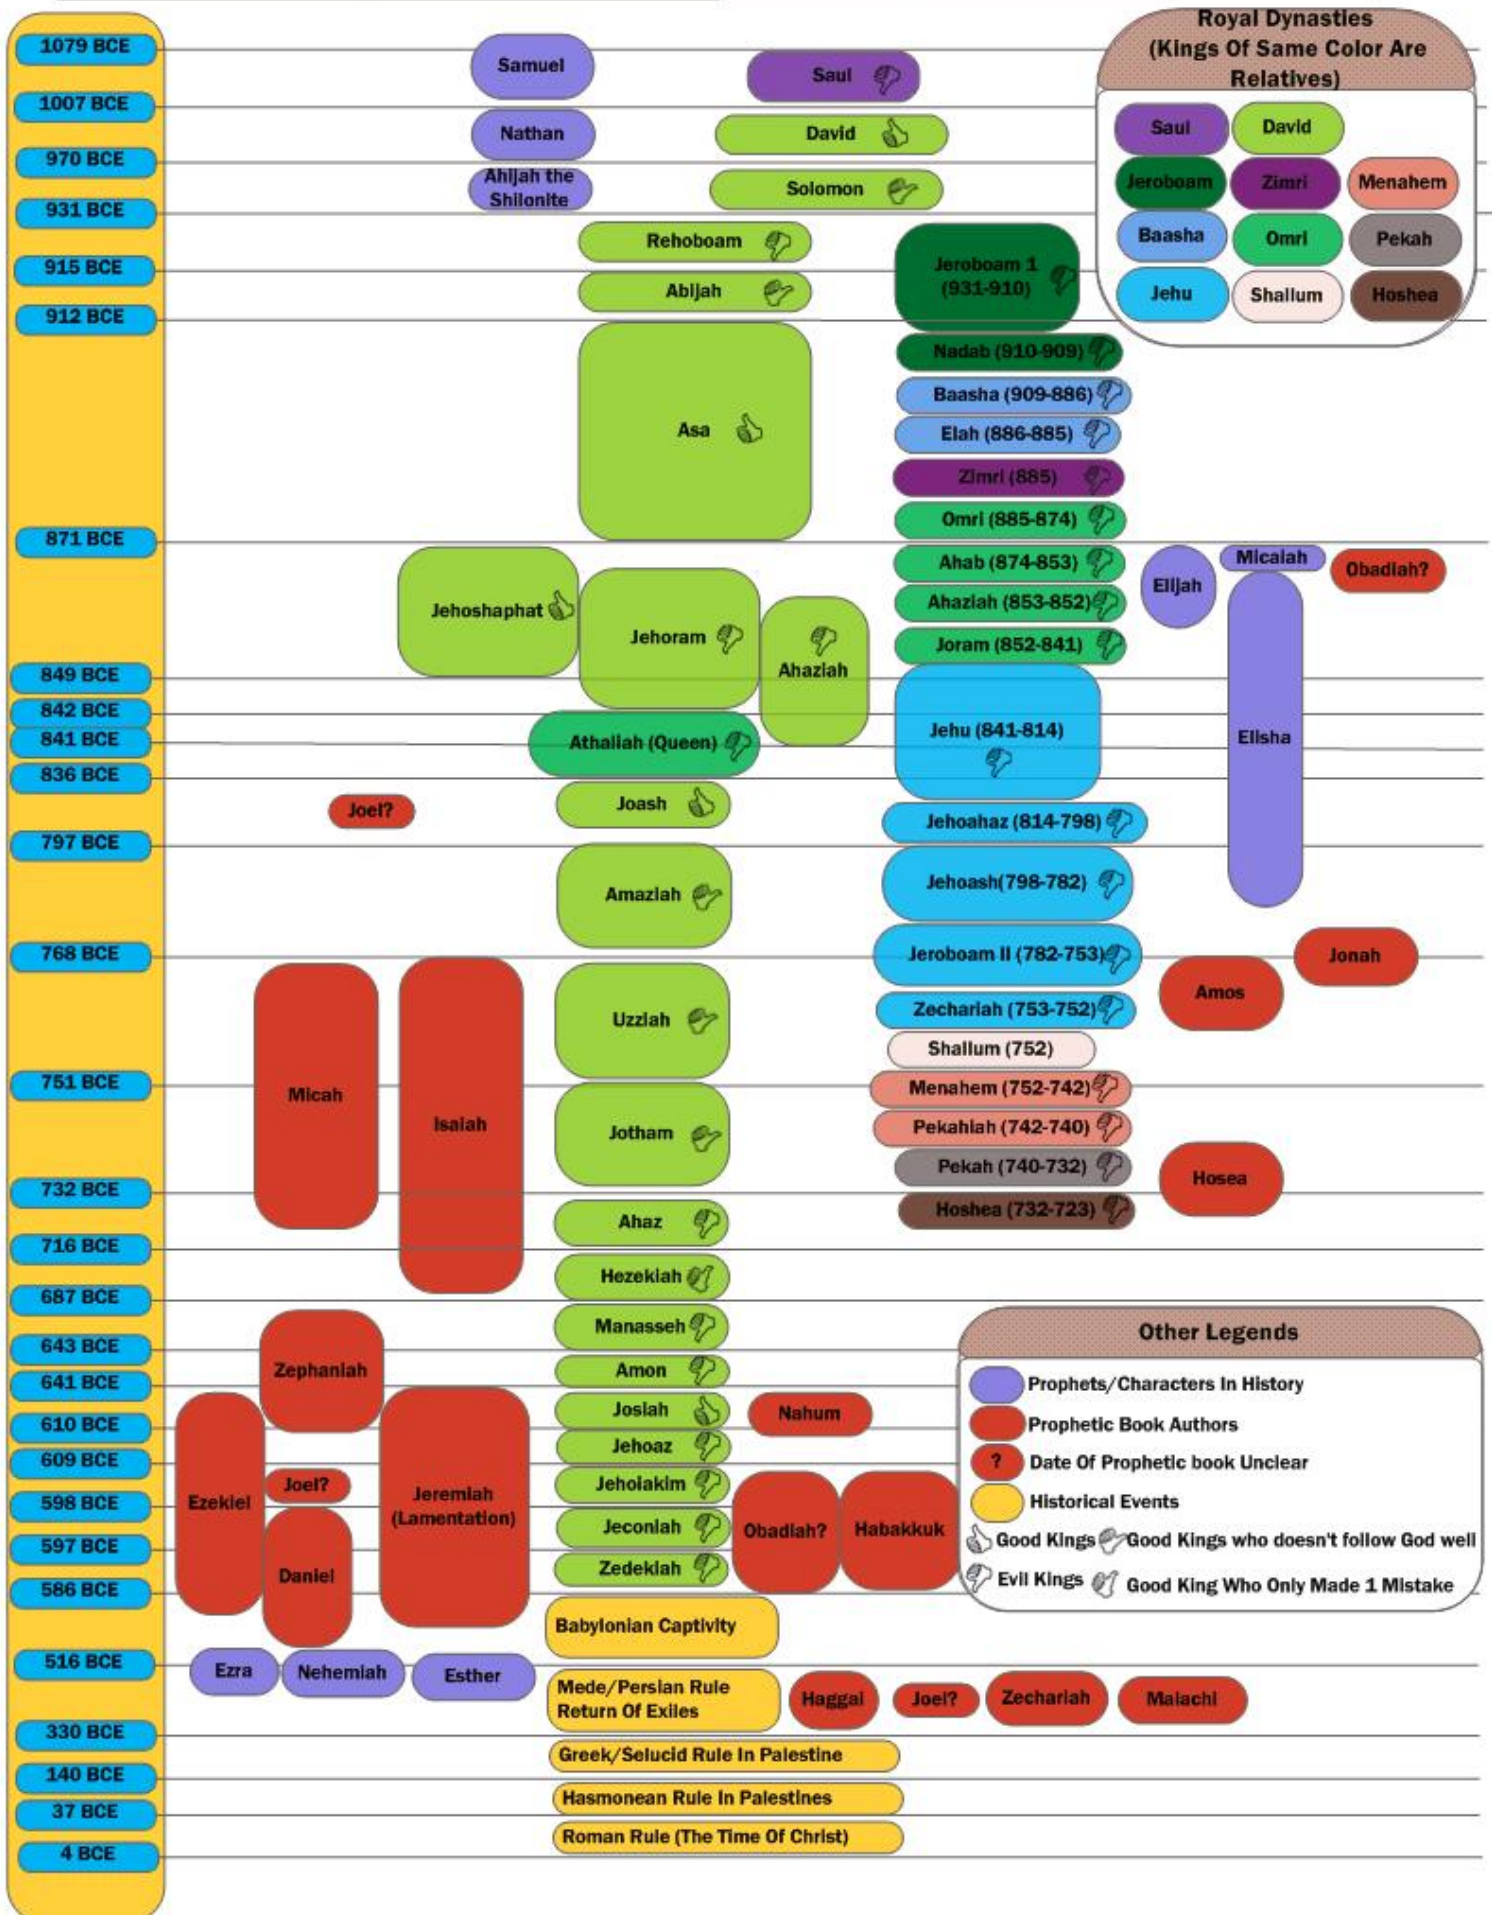 Royal Dynasties
(Kings Of Same Color Are
Relatives)
Saul
David
Jeroboam
Zimri
Menahem
Baasha
Omri
Pekah
Jehu
Shallum
Hoshea
1079 BCE
Samuel
Saul
1007 BCE
Nathan
David
970 BCE
Ahijah the
Shilonite
Solomon
931 BCE
Rehoboam
Jeroboam 1
(931-910)
915 BCE
Abijah
912 BCE
Nadab (910-909)
Baasha (909-886)
Asa
Elah (886-885)
Zimri (885)
Omri (885-874)
871 BCE
Jehoshaphat
Jehoram
Ahaziah
Ahab (874-853)
Ahaziah (853-852)
Joram (852-841)
Elijah
Micaiah
Obadiah?
Elisha
849 BCE
842 BCE
841 BCE
Athaliah (Queen)
Jehu (841-814)
836 BCE
Joel?
Joash
Jehoahaz (814-798)
797 BCE
Amaziah
Jehoash(798-782)
768 BCE
Jeroboam II (782-753)
Jonah
Amos
Micah
Isaiah
Uzziah
Zechariah (753-752)
Shallum (752)
751 BCE
Menahem (752-742)
Jotham
Pekahiah (742-740)
Pekah (740-732)
Hosea
732 BCE
Ahaz
Hoshea (732-723)
716 BCE
Hezekiah
687 BCE
Manasseh
643 BCE
Zephaniah
Amon
641 BCE
Josiah
Nahum
610 BCE
Jehoaz
609 BCE
Ezekiel
Joel?
Jeremiah
(Lamentation)
Jehoiakim
598 BCE
Jeconiah
Obadiah?
Habakkuk
597 BCE
Daniel
Zedekiah
586 BCE
Other Legends
Prophets/Characters In History
Prophetic Book Authors
? Date Of Prophetic book Unclear
Historical Events
Good Kings Good Kings who doesn't follow God well
Evil Kings Good King Who Only Made 1 Mistake
Babylonian Captivity
516 BCE
Ezra
Nehemiah
Esther
Mede/Persian Rule
Return Of Exiles
Haggai
Joel?
Zechariah
Malachi
330 BCE
Greek/Selucid Rule In Palestine
140 BCE
Hasmonean Rule In Palestines
37 BCE
Roman Rule (The Time Of Christ)
4 BCE